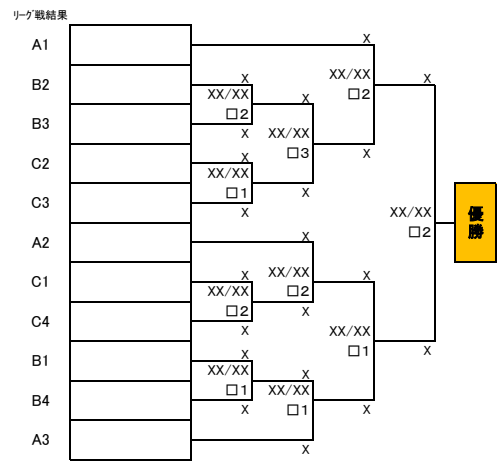 リーグ戦結果
A1
X
XX/XX
□2
X
B2
X
XX/XX
□2
X
B3
X
XX/XX
□3
X
X
C2
X
XX/XX
□1
X
C3
X
XX/XX
□2
優勝
A2
X
C1
X
XX/XX
□2
XX/XX
□2
X
C4
X
X
XX/XX
□1
X
B1
X
XX/XX
□1
B4
X
XX/XX
□1
X
A3
X